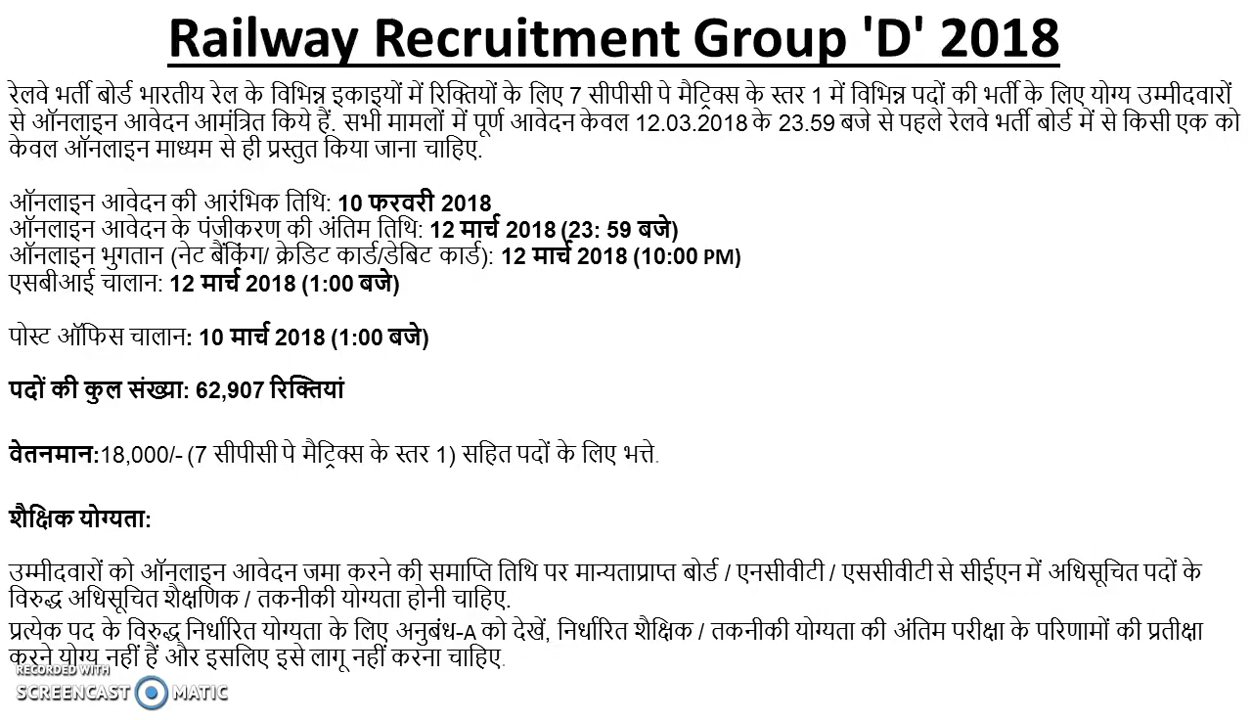 Railway Recruitment Group 'D' 2018
रेलवे भर्ती बोर्ड भारतीय रेल के विभिन्न इकाइयों में रिक्तियों के लिए 7 सीपीसी पे मैट्रिक्स के स्तर 1 में विभिन्न पदों की भर्ती के लिए योग्य उम्मीदवारों
से ऑनलाइन आवेदन आमंत्रित किये हैं. सभी मामलों में पूर्ण आवेदन केवल 12.03.2018 के 23.59 बजे से पहले रेलवे भर्ती बोर्ड में से किसी एक को
केवल ऑनलाइन माध्यम से ही प्रस्तुत किया जाना चाहिए.
ऑनलाइन आवेदन की आरंभिक तिथि: 10 फरवरी 2018
ऑनलाइन आवेदन के पंजीकरण की अंतिम तिथि: 12 मार्च 2018 (23: 59 बजे)
ऑनलाइन भुगतान (नेट बैंकिंग/ क्रेडिट कार्ड/डेबिट कार्ड): 12 मार्च 2018 (10:00 PM)
एसबीआई चालान: 12 मार्च 2018 (1:00 बजे)
पोस्ट ऑफिस चालान: 10 मार्च 2018 (1:00 बजे)
पदों की कुल संख्या: 62,907 रिक्तियां
वेतनमान:18,000/- (7 सीपीसी पे मैट्रिक्स के स्तर 1) सहित पदों के लिए भत्ते.
शैक्षिक योग्यता:
उम्मीदवारों को ऑनलाइन आवेदन जमा करने की समाप्ति तिथि पर मान्यताप्राप्त बोर्ड / एनसीवीटी / एससीवीटी से सीईएन में अधिसूचित पदों के
विरुद्ध अधिसूचित शैक्षणिक / तकनीकी योग्यता होनी चाहिए.
प्रत्येक पद के विरुद्ध निर्धारित योग्यता के लिए अनुबंध-A को देखें, निर्धारित शैक्षिक / तकनीकी योग्यता की अंतिम परीक्षा के परिणामों की प्रतीक्षा
करने योग्य नहीं हैं और इसलिए इसे लागू नहीं करना चाहिए.
RECORDED WITH
SCREENCAST MATIC